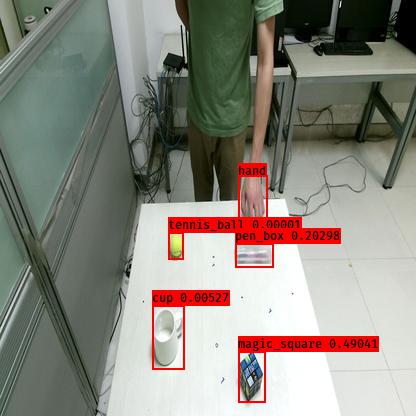 hand
tennis_ball 0.00001
pen_box 0.20298
cup 0.00527
magic_square 0.49041